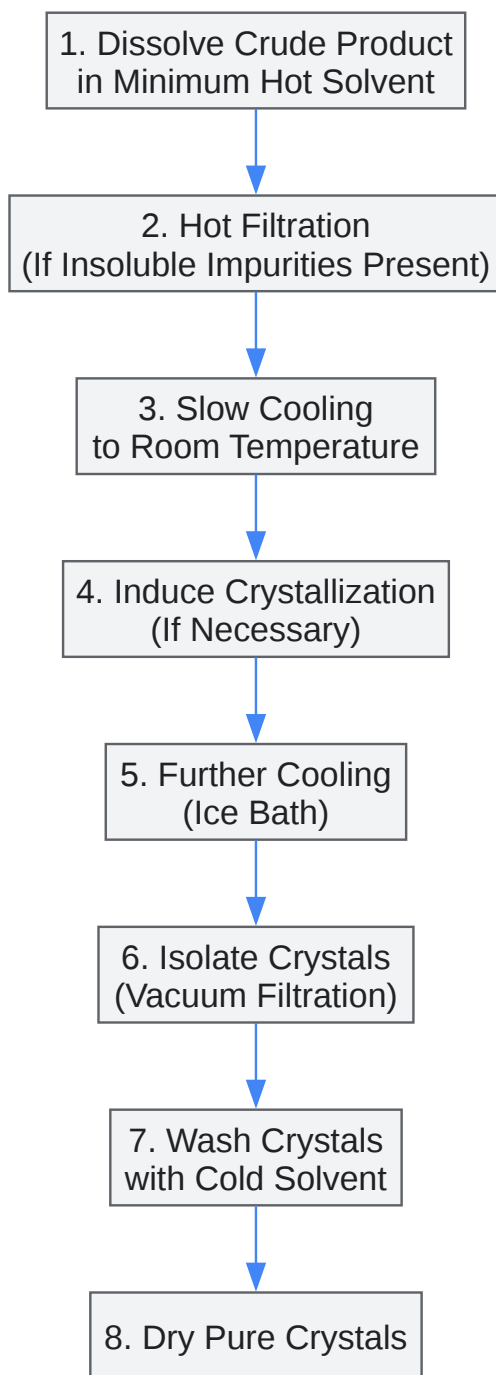 1. Dissolve Crude Product
in Minimum Hot Solvent
2. Hot Filtration
(If Insoluble Impurities Present)
3. Slow Cooling
to Room Temperature
4. Induce Crystallization
(If Necessary)
5. Further Cooling
(Ice Bath)
6. Isolate Crystals
(Vacuum Filtration)
7. Wash Crystals
with Cold Solvent
8. Dry Pure Crystals